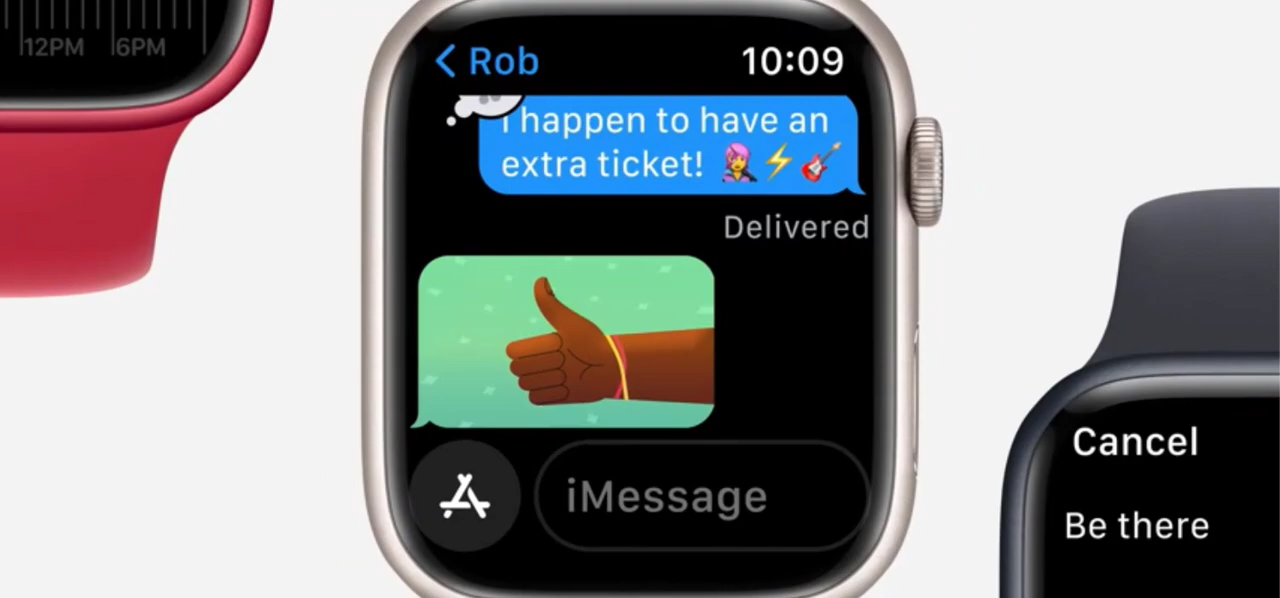 12PM 6PM
Rob 10:09
I happen to have an
extra ticket! 👩‍🎤⚡🎸
Delivered
iMessage
Cancel
Be there